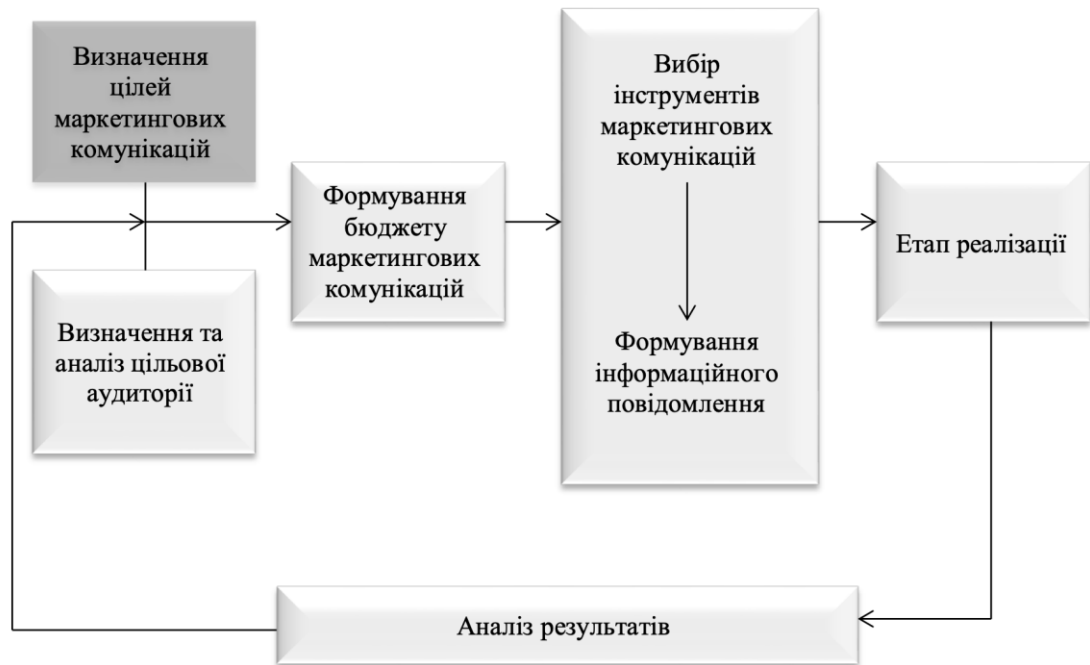 Визначення
цілей
маркетингових
комунікацій
Визначення та
аналіз цільової
аудиторії
Формування
бюджету
маркетингових
комунікацій
Вибір
інструментів
маркетингових
комунікацій
Формування
інформаційного
повідомлення
Етап реалізації
Аналіз результатів